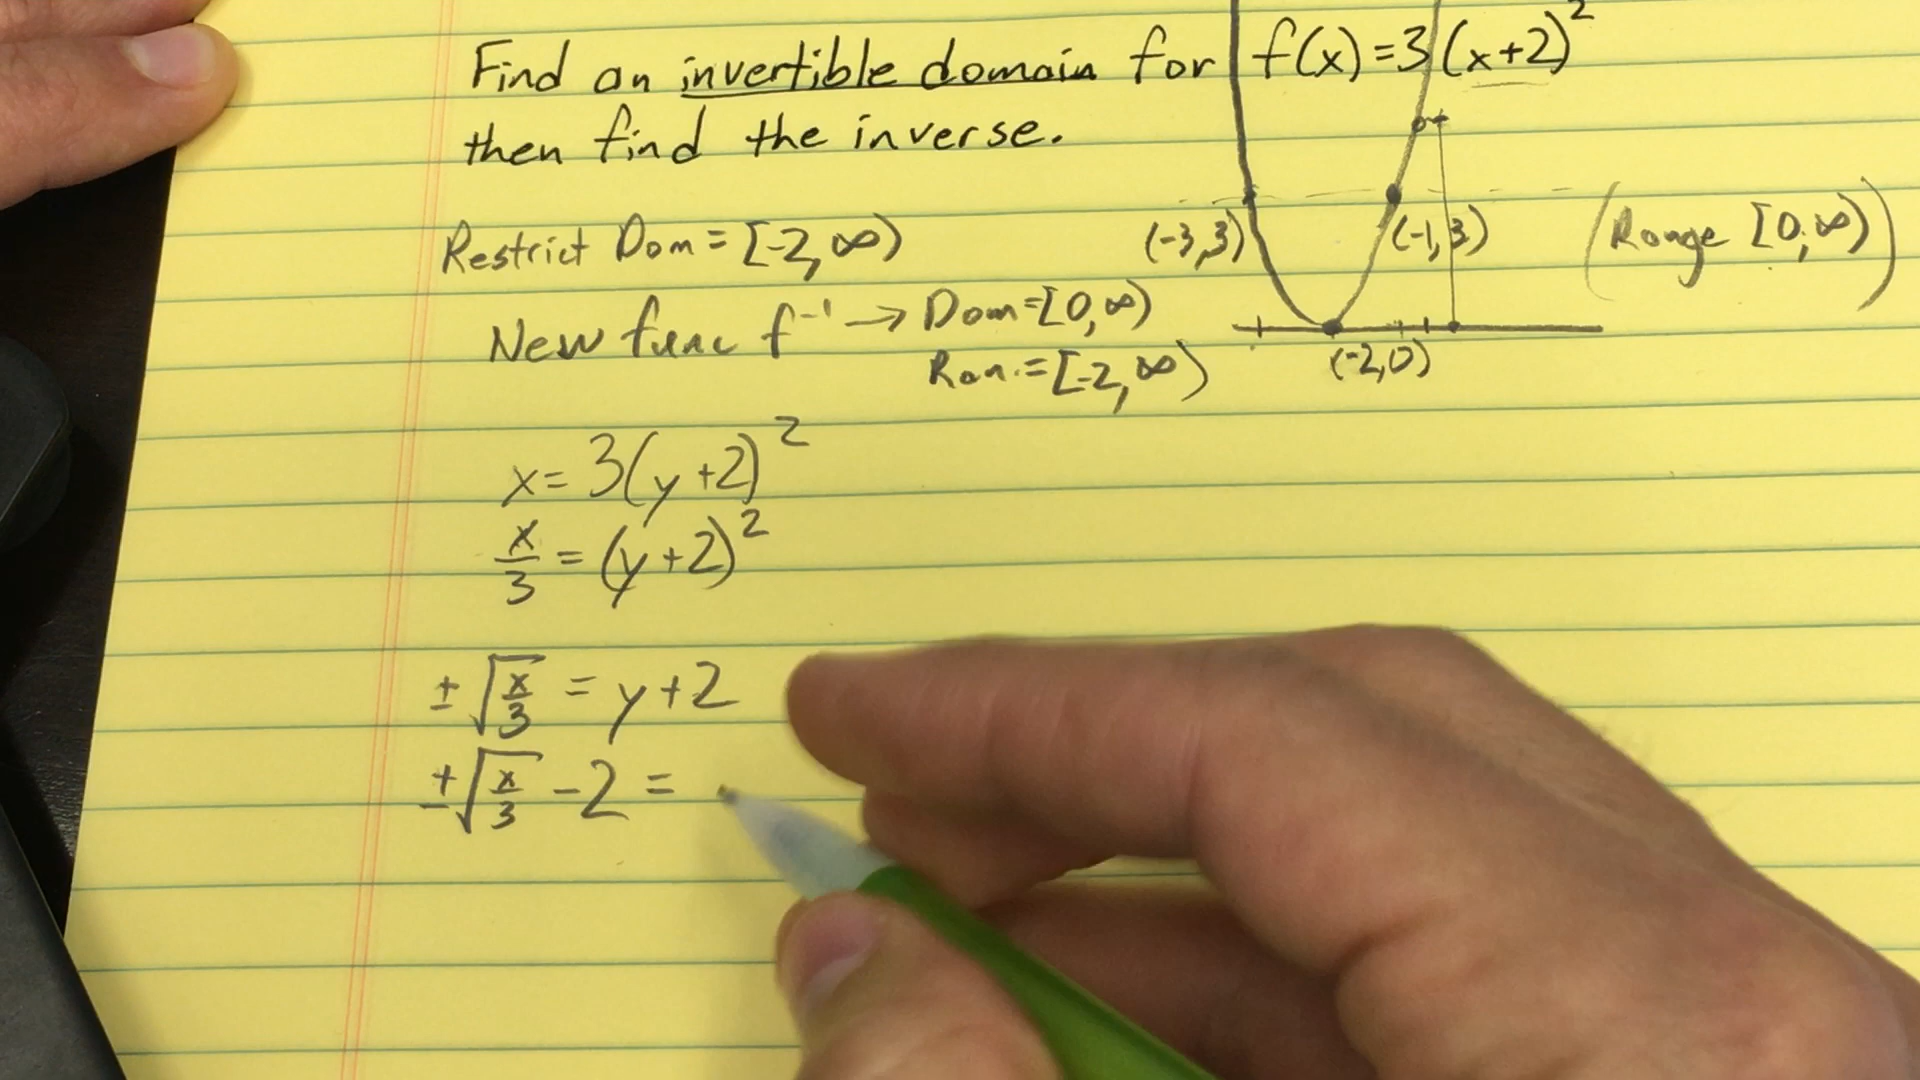 Find an invertible domain for f(x)=3(x+2)²
then find the inverse.
(-3,3) (-1,3) (Range [0,∞))
Restrict Dom=[-2,∞)
New func f⁻¹→Dom=[0,∞)
Ran.=[-2,∞)
(-2,0)
x=3(y+2)²
x/3=(y+2)²
±√(x/3)=y+2
±√(x/3)-2=